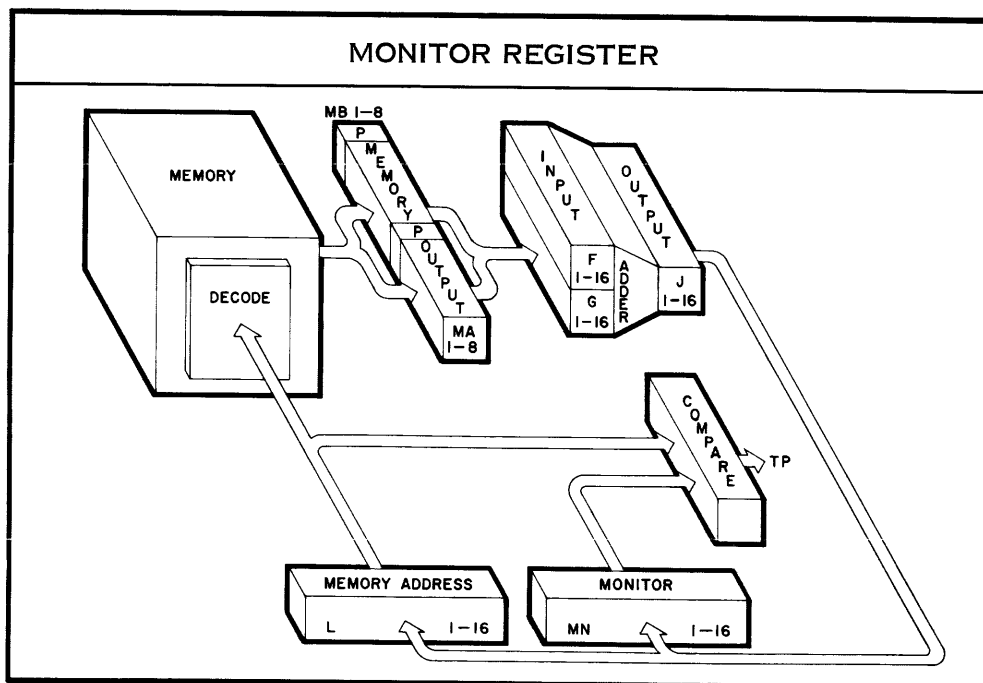 MONITOR REGISTER
MB 1-8
MEMORY
DECODE
P
MEMORY
P
OUTPUT
MA
1-8
INPUT
F
1-16
G
1-16
ADDER
OUTPUT
J
1-16
COMPARE
TP
MEMORY ADDRESS
L 1-16
MONITOR
MN 1-16